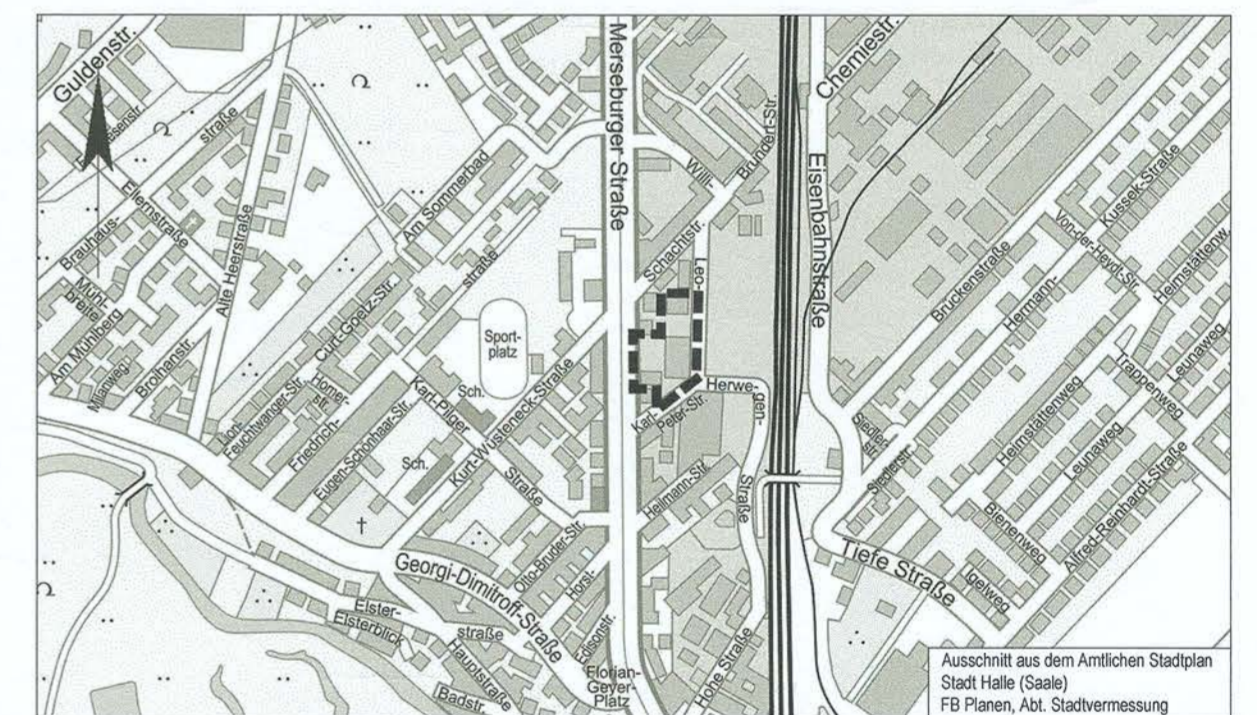 Guldenstr.
straße
Ellernstraße
Brauhaus-
Mühl-
breite
Am Mühlberg
Milanweg
Brolhanstr.
Alte Heerstraße
Am Sommerbad
straße
Curt-Goetz-Str.
Lion-
Feuchtwanger-Str.
Homer-
str.
Friedrich-
Eugen-Schönhaar-Str.
Karl-Pilger
Straße
Sport-
platz
Sch.
Sch.
Kurt-Wüsteneck-Straße
Otto-Bruder-Str.
Horst-
Edisonstr.
Georgi-Dimitroff-Straße
Elster-
straße
Elsterblick
Hauptstraße
Badstr.
Florian-
Geyer-
Platz
Merseburger Straße
Willi-
Brundert-Str.
Schachtstr.
Leo-
Herwe-
gen-
Straße
Karl-
Peter-Str.
Heilmann-Str.
Hohe Straße
Chemiestr.
Eisenbahnstraße
Brückenstraße
Hermann-
Kussek-Straße
Von-der-Heydt-Str.
Heimstattenw.
Leunaweg
Trappenweg
Heimstattenweg
Leunaweg
Siedler-
str.
Siedlerstr.
Bienenweg
Alfred-Reinhardt-Straße
Igelweg
Tiefe Straße
Ausschnitt aus dem Amtlichen Stadtplan
Stadt Halle (Saale)
FB Planen, Abt. Stadtvermessung